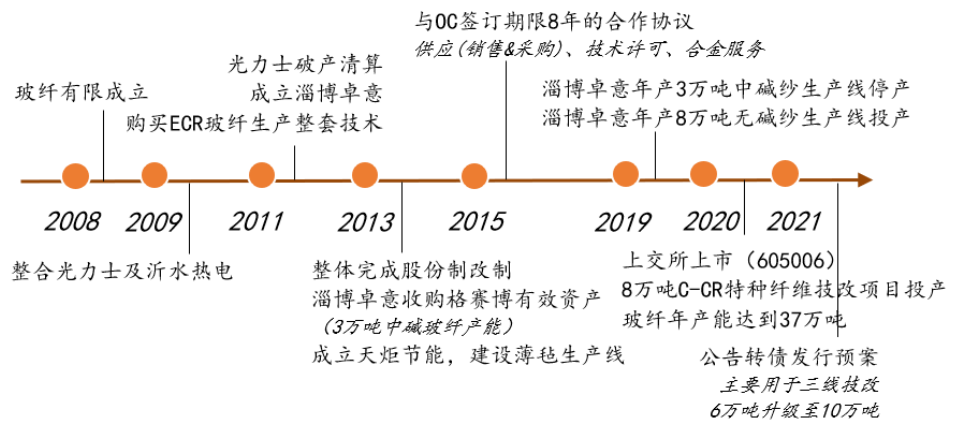 与OC签订期限8年的合作协议
供应(销售&采购)、技术许可、合金服务
光力士破产清算
成立淄博卓意
购买ECR玻纤生产整套技术
玻纤有限成立
淄博卓意年产3万吨中碱纱生产线停产
淄博卓意年产8万吨无碱纱生产线投产
2008
2009
2011
2013
2015
2019
2020
2021
整合光力士及沂水热电
整体完成股份制改制
淄博卓意收购格赛博有效资产
（3万吨中碱玻纤产能）
成立天炬节能，建设薄毡生产线
上交所上市（605006）
8万吨C-CR特种纤维技改项目投产
玻纤年产能达到37万吨
公告转债发行预案
主要用于三线技改
6万吨升级至10万吨